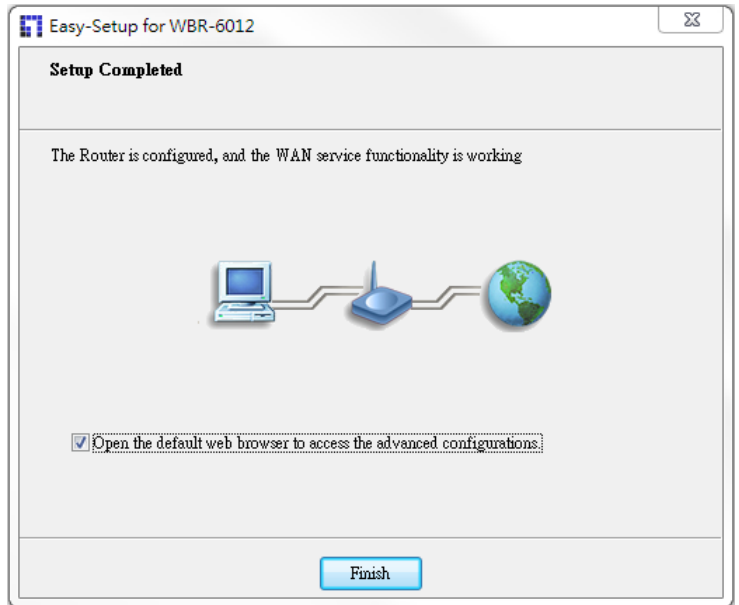 Easy-Setup for WBR-6012
Setup Completed
The Router is configured, and the WAN service functionality is working
Open the default web browser to access the advanced configurations.
Finish